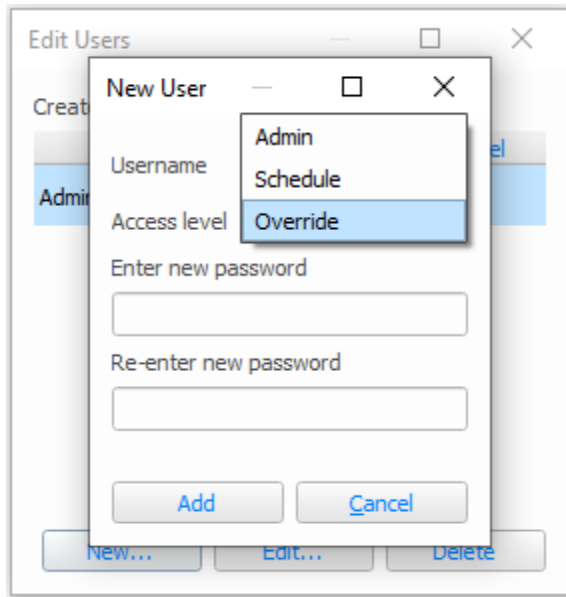 Edit Users
New User
Creat
Admin
el
Username
Schedule
Admi
Access level Override
Enter new password
Re-enter new password
Add Cancel
New... Edit... Delete